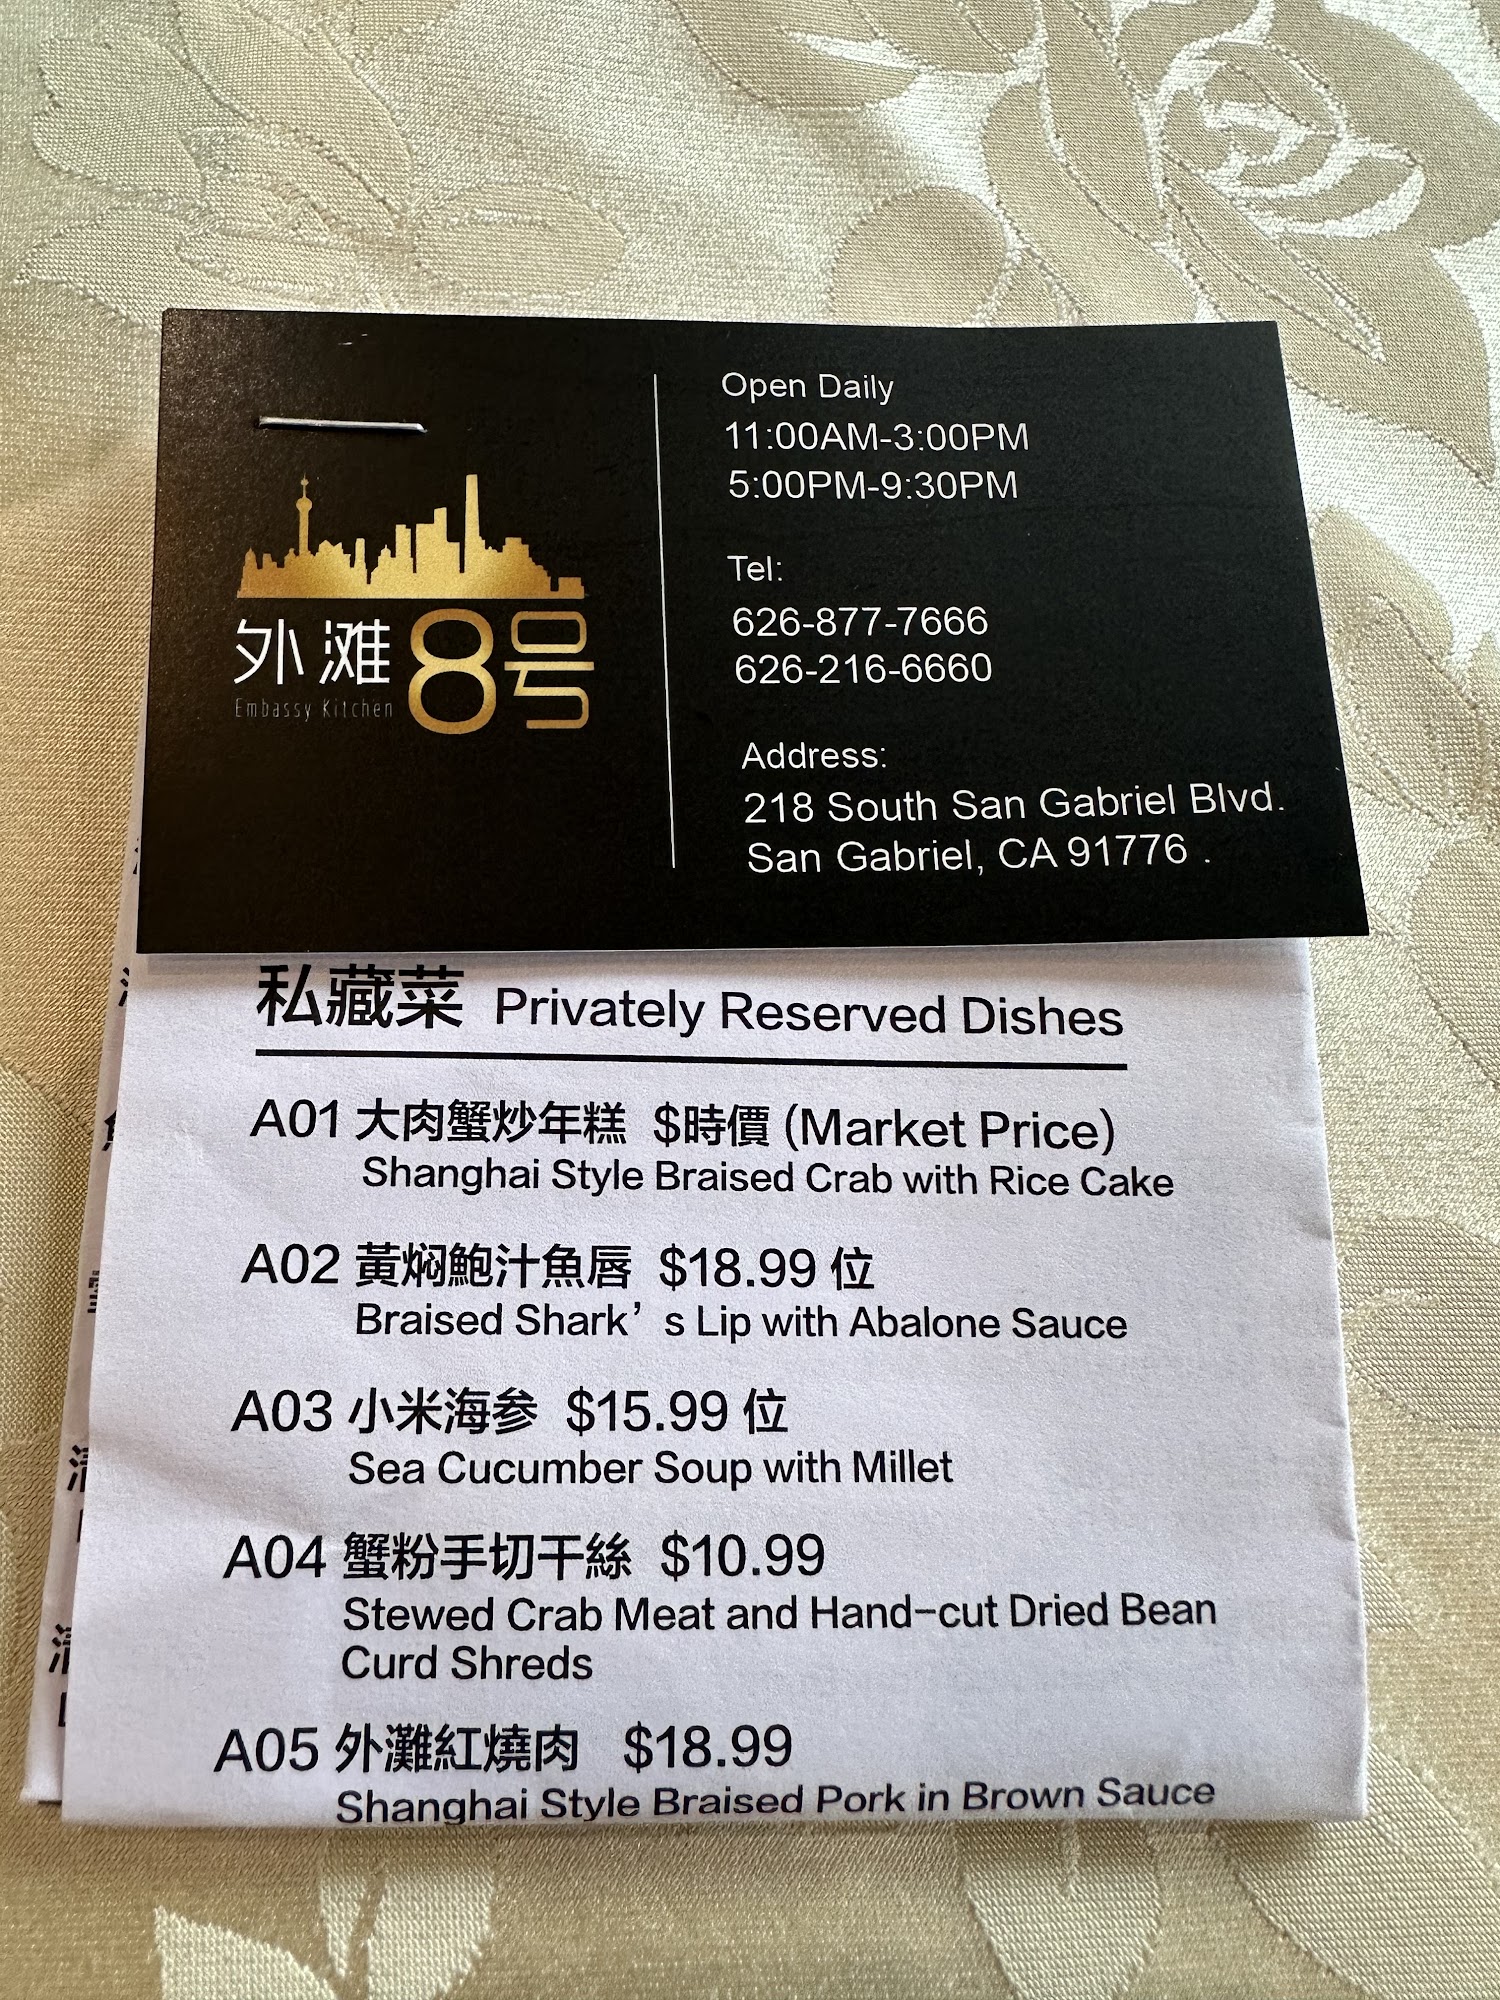 外滩8号
Embassy Kitchen
Open Daily
11:00AM-3:00PM
5:00PM-9:30PM
Tel:
626-877-7666
626-216-6660
Address:
218 South San Gabriel Blvd.
San Gabriel, CA 91776 .
私藏菜 Privately Reserved Dishes
A01 大肉蟹炒年糕 $時價 (Market Price)
Shanghai Style Braised Crab with Rice Cake
A02 黃焖鮑汁魚唇 $18.99 位
Braised Shark’ s Lip with Abalone Sauce
A03 小米海参 $15.99 位
Sea Cucumber Soup with Millet
A04 蟹粉手切干絲 $10.99
Stewed Crab Meat and Hand-cut Dried Bean
Curd Shreds
A05 外灘紅燒肉 $18.99
Shanghai Style Braised Pork in Brown Sauce